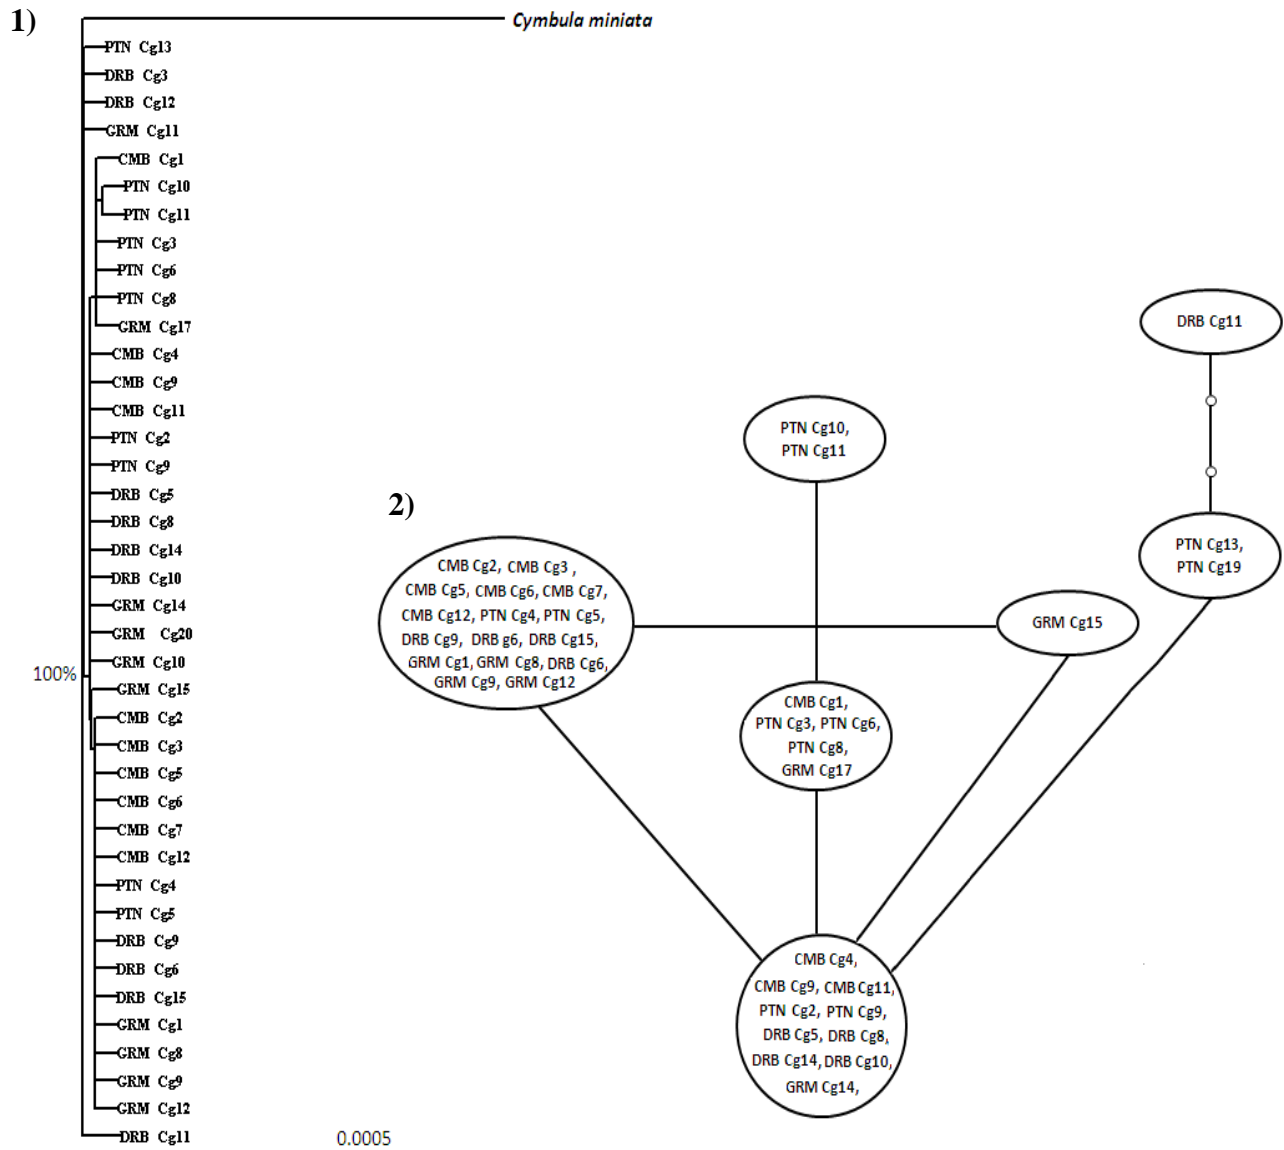 1)
Cymbula miniata
PTN Cg13
DRB Cg3
DRB Cg12
GRM Cg11
CMB Cg1
PTN Cg10
PTN Cg11
PTN Cg3
PTN Cg6
PTN Cg8
GRM Cg17
CMB Cg4
CMB Cg9
CMB Cg11
PTN Cg2
PTN Cg9
DRB Cg5
DRB Cg8
DRB Cg14
DRB Cg10
GRM Cg14
GRM Cg20
GRM Cg10
100%
GRM Cg15
CMB Cg2
CMB Cg3
CMB Cg5
CMB Cg6
CMB Cg7
CMB Cg12
PTN Cg4
PTN Cg5
DRB Cg9
DRB Cg6
DRB Cg15
GRM Cg1
GRM Cg8
GRM Cg9
GRM Cg12
DRB Cg11
0.0005
2)
CMB Cg2, CMB Cg3 ,
CMB Cg5, CMB Cg6, CMB Cg7,
CMB Cg12, PTN Cg4, PTN Cg5,
DRB Cg9, DRB g6, DRB Cg15,
GRM Cg1, GRM Cg8, DRB Cg6,
GRM Cg9, GRM Cg12
PTN Cg10,
PTN Cg11
CMB Cg1,
PTN Cg3, PTN Cg6,
PTN Cg8,
GRM Cg17
GRM Cg15
DRB Cg11
PTN Cg13,
PTN Cg19
CMB Cg4,
CMB Cg9, CMB Cg11,
PTN Cg2, PTN Cg9,
DRB Cg5, DRB Cg8,
DRB Cg14, DRB Cg10,
GRM Cg14,